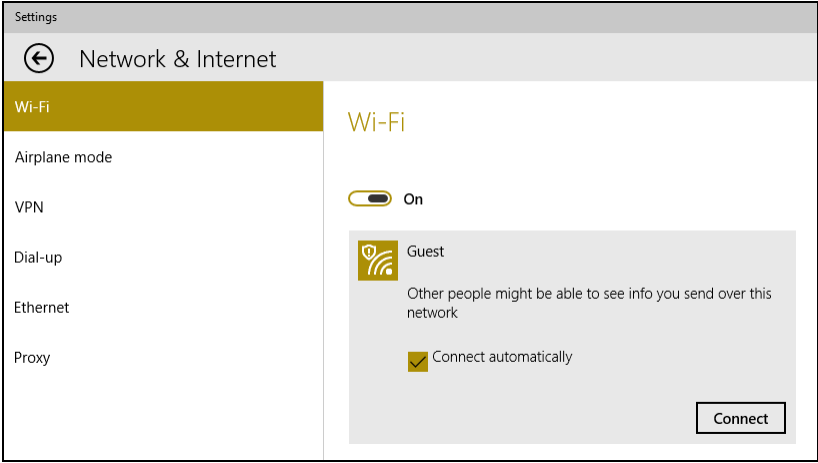 Settings
Network & Internet
Wi-Fi
Airplane mode
VPN
Dial-up
Ethernet
Proxy
Wi-Fi
On
Guest
Other people might be able to see info you send over this
network
Connect automatically
Connect